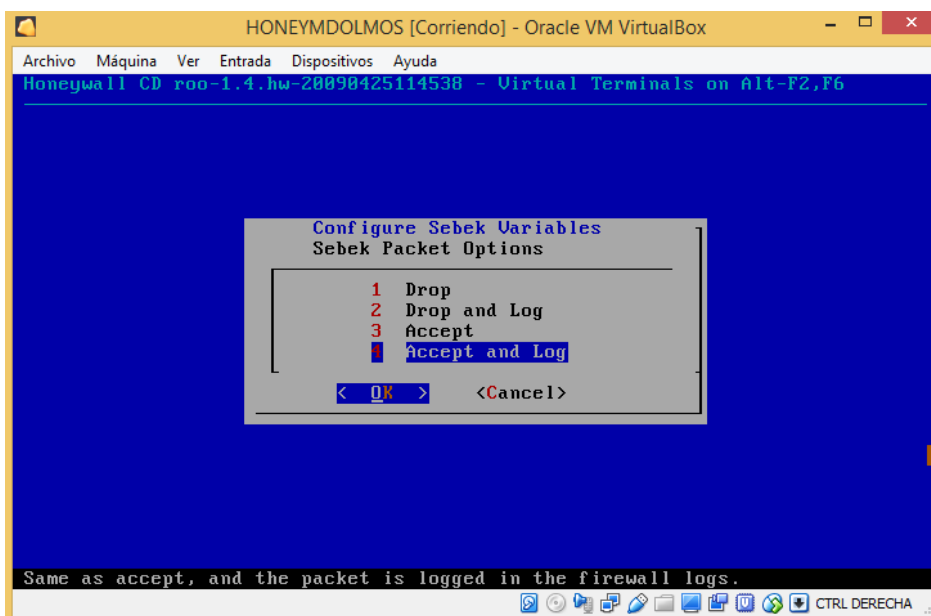 HONEYMDOLMOS [Corriendo] - Oracle VM VirtualBox
Archivo Máquina Ver Entrada Dispositivos Ayuda
Honeywall CD roo-1.4.hw-20090425114538 - Virtual Terminals on Alt-F2,F6
Configure Sebek Variables
Sebek Packet Options
1 Drop
2 Drop and Log
3 Accept
4 Accept and Log
< OK > <Cancel>
Same as accept, and the packet is logged in the firewall logs.
CTRL DERECHA